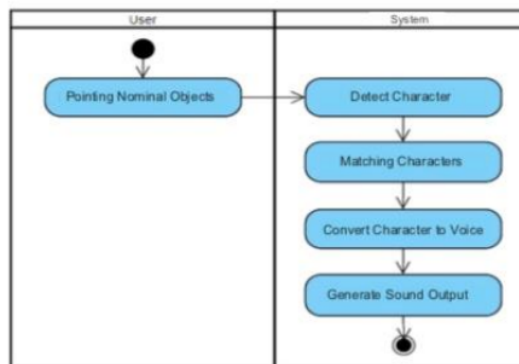 User
System
Pointing Nominal Objects
Detect Character
Matching Characters
Convert Character to Voice
Generate Sound Output